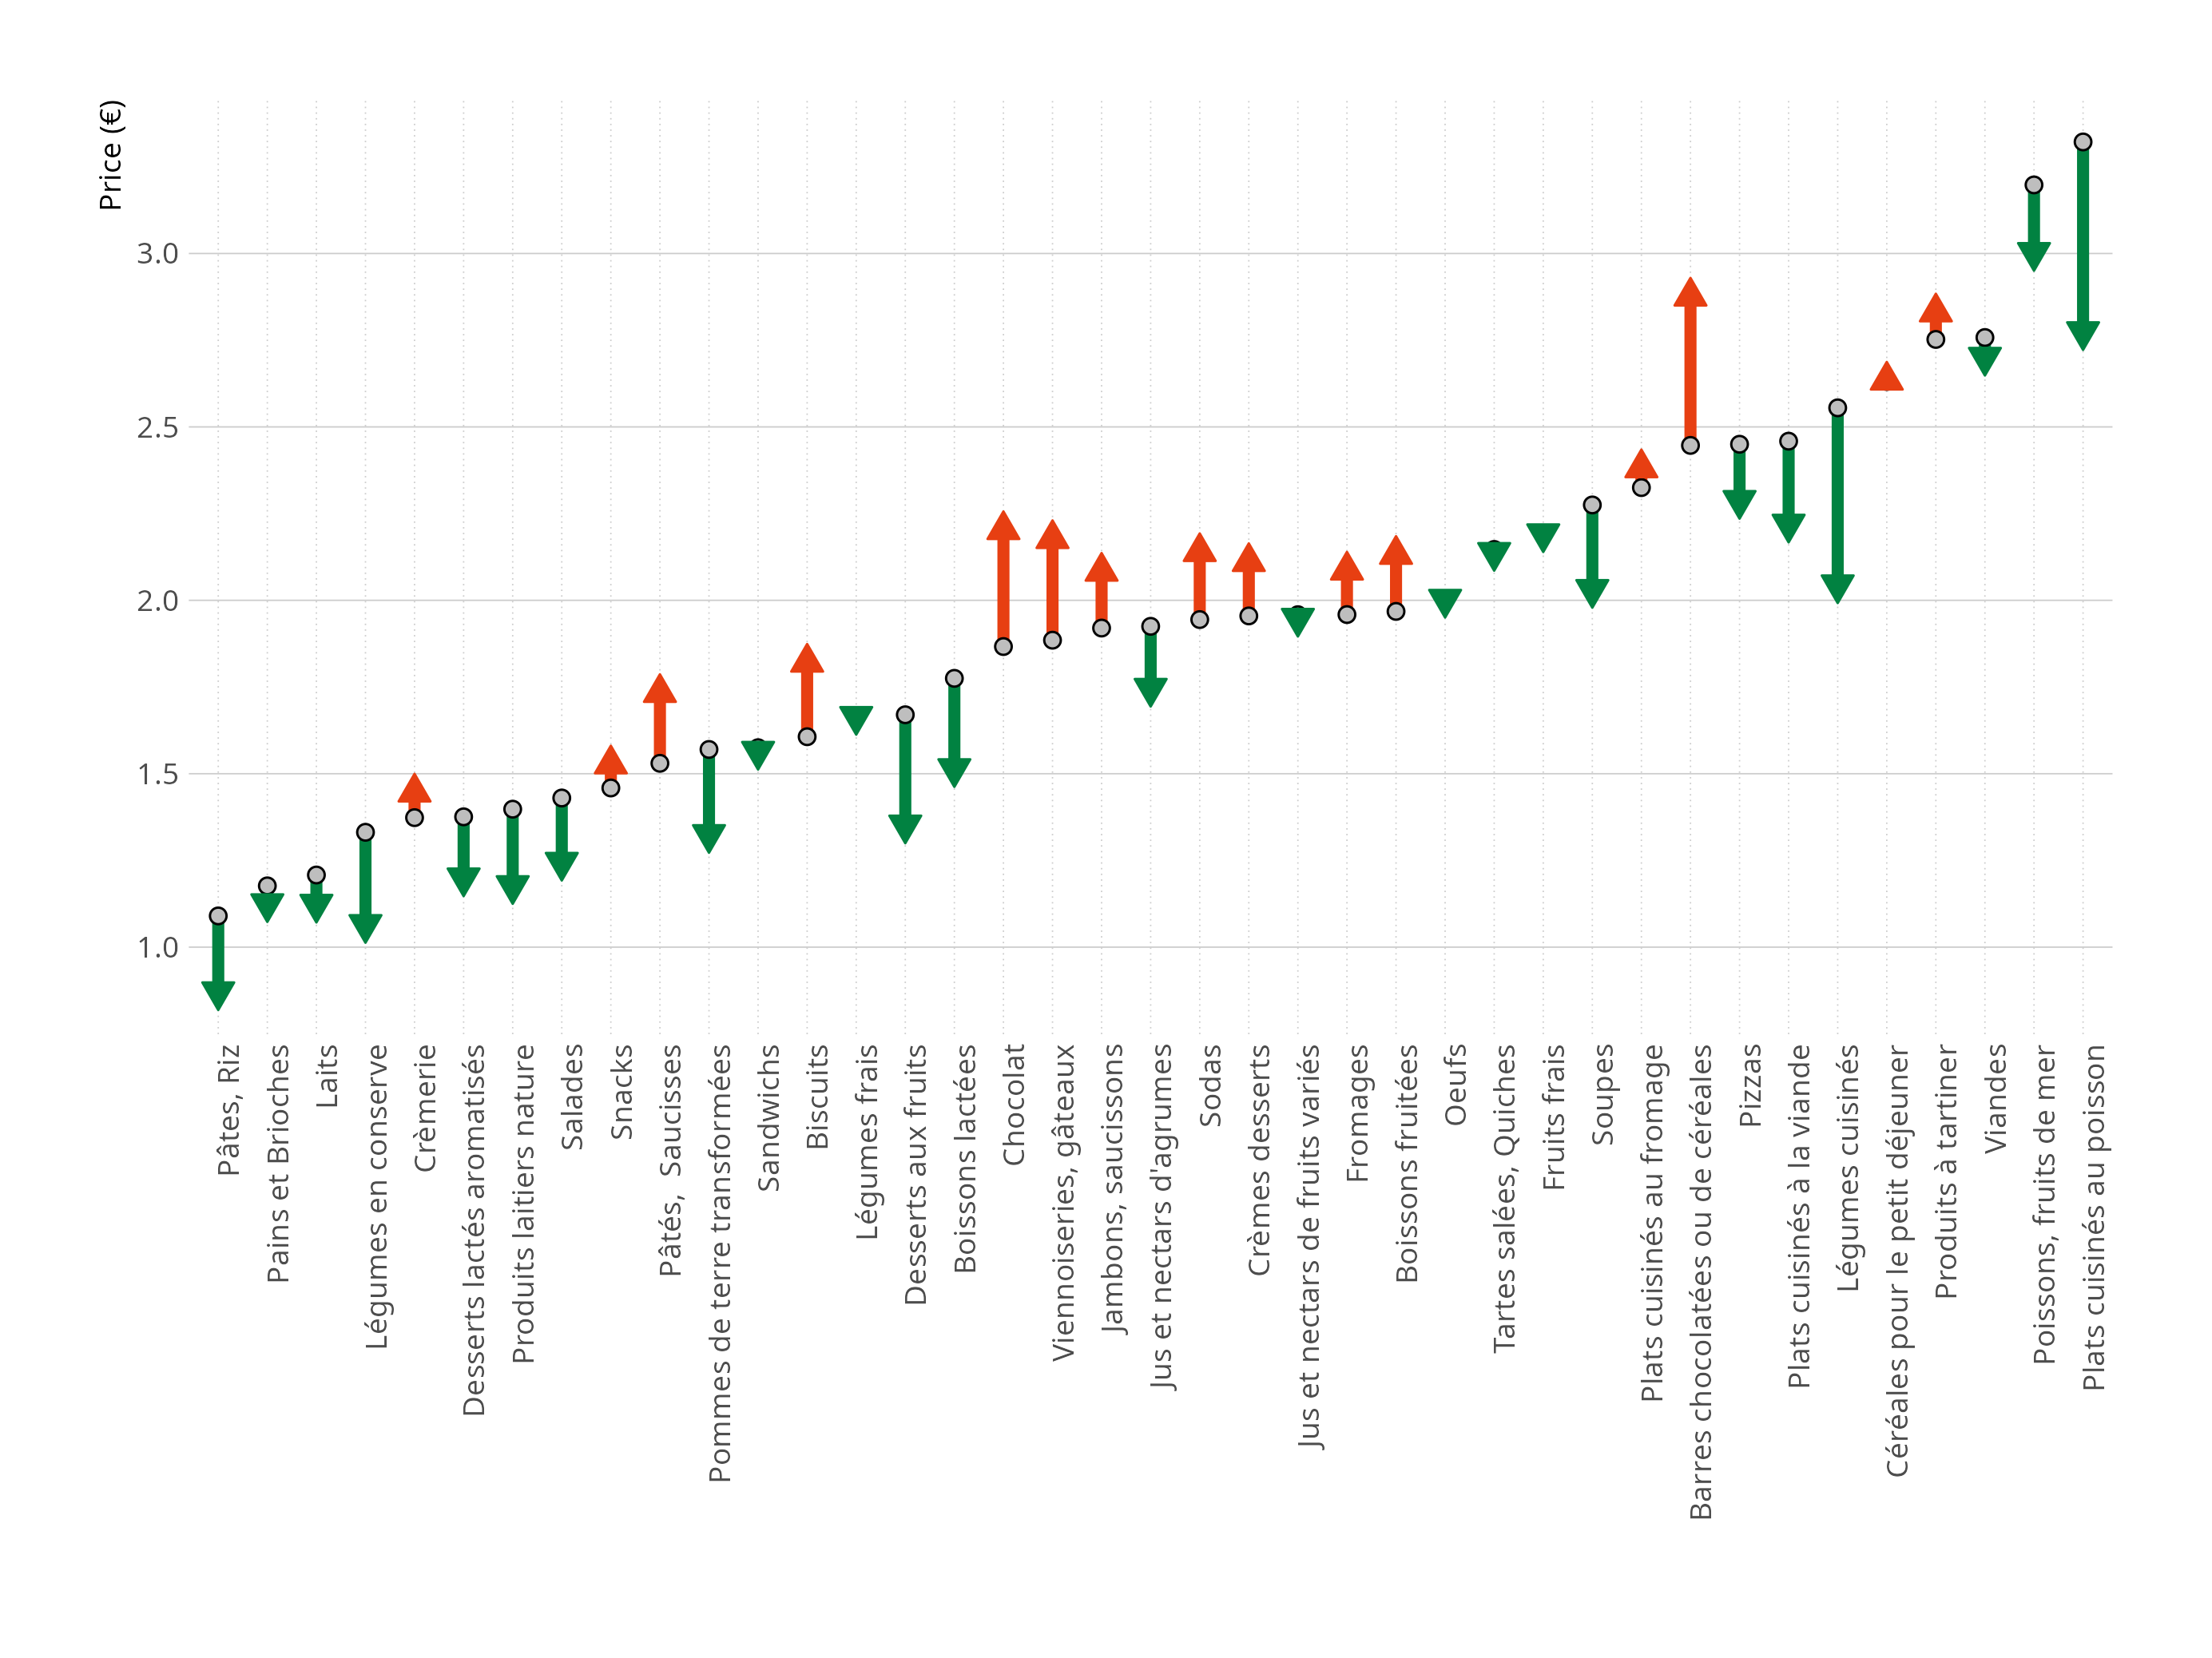 Price (€)
3.0
2.5
2.0
1.5
1.0
Pâtes, Riz
Pains et Brioches
Laits
Légumes en conserve
Crèmerie
Desserts lactés aromatisés
Produits laitiers nature
Salades
Snacks
Pâtés,  Saucisses
Pommes de terre transformées
Sandwichs
Biscuits
Légumes frais
Desserts aux fruits
Boissons lactées
Chocolat
Viennoiseries, gâteaux
Jambons, saucissons
Jus et nectars d'agrumes
Sodas
Crèmes desserts
Jus et nectars de fruits variés
Fromages
Boissons fruitées
Oeufs
Tartes salées, Quiches
Fruits frais
Soupes
Plats cuisinés au fromage
Barres chocolatées ou de céréales
Pizzas
Plats cuisinés à la viande
Légumes cuisinés
Céréales pour le petit déjeuner
Produits à tartiner
Viandes
Poissons, fruits de mer
Plats cuisinés au poisson